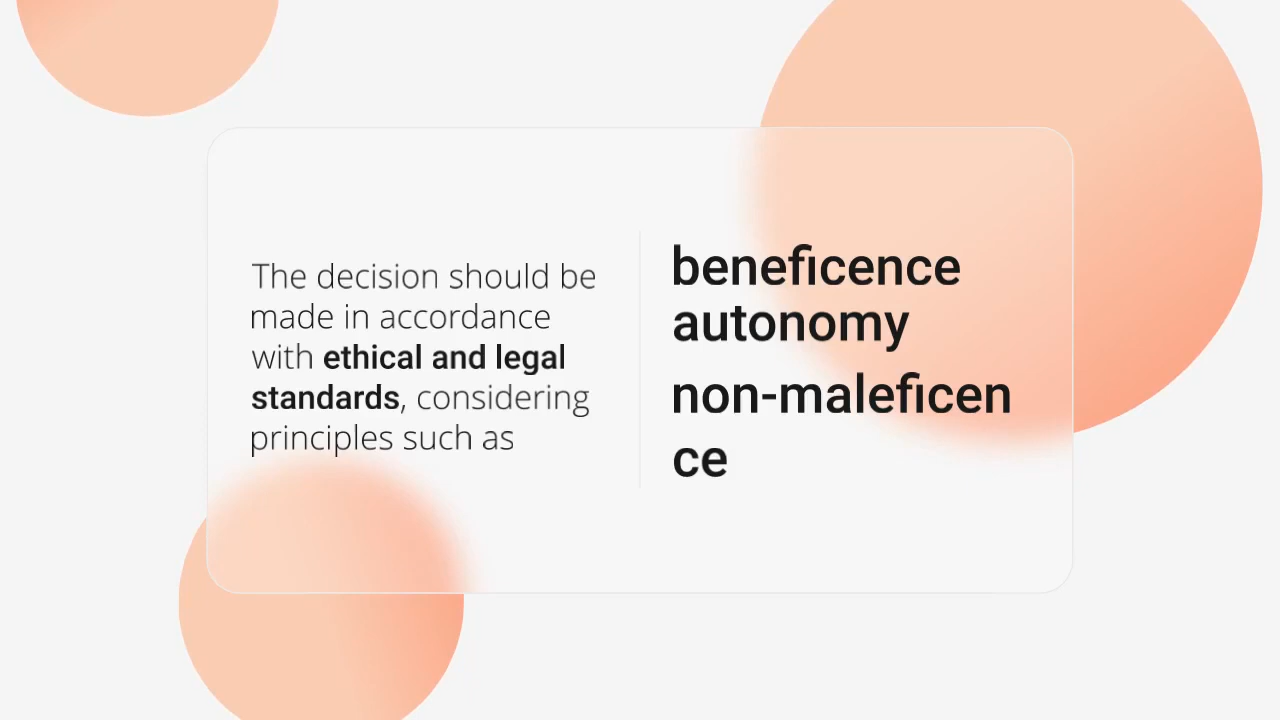 The decision should be
made in accordance
with ethical and legal
standards, considering
principles such as
beneficence
autonomy
non-maleficen
ce